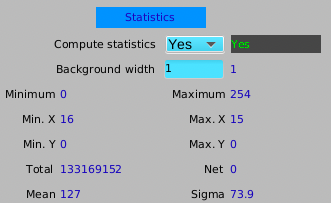 Statistics
Compute statistics Yes Yes
Background width 1 1
Minimum 0 Maximum 254
Min. X 16 Max. X 15
Min. Y 0 Max. Y 0
Total 133169152 Net 0
Mean 127 Sigma 73.9